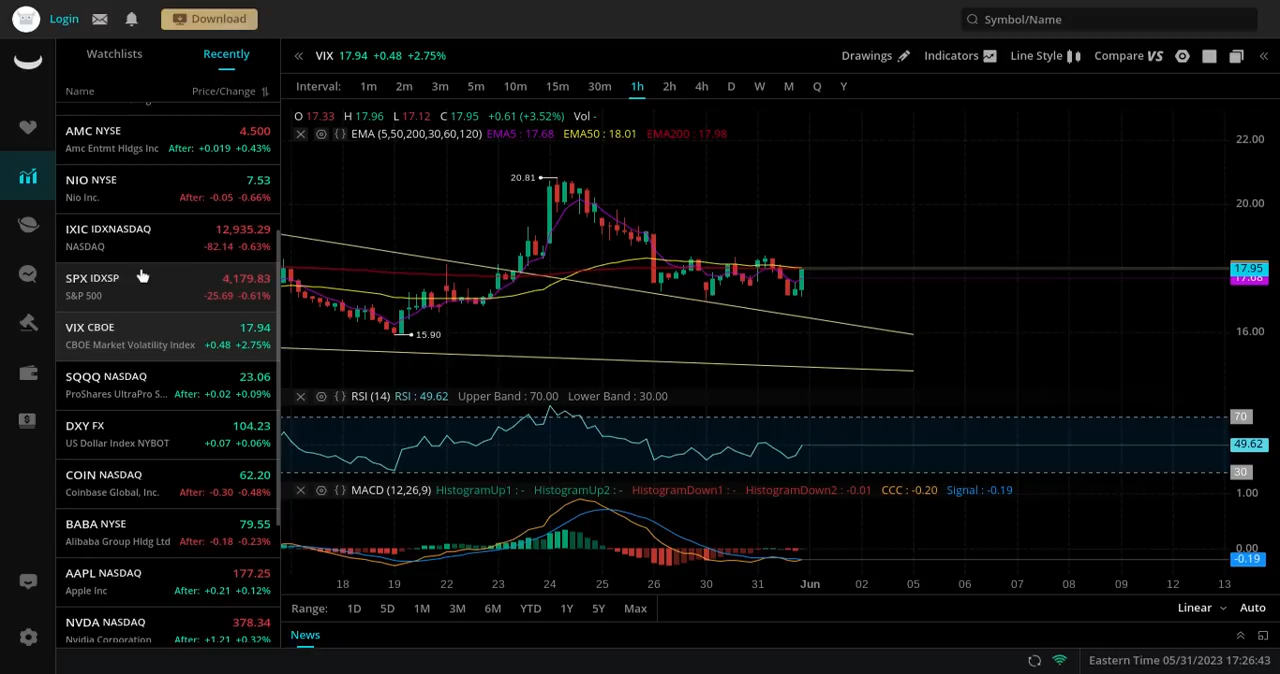 Login
Download
Symbol/Name
Watchlists
Recently
Name
Price/Change
AMC NYSE 4.500
Amc Entmt Hldgs Inc After: +0.019 +0.43%
NIO NYSE 7.53
Nio Inc. After: -0.05 -0.66%
IXIC IDXNASDAQ 12,935.29
NASDAQ -82.14 -0.63%
SPX IDXSP 4,179.83
S&P 500 -25.69 -0.61%
VIX CBOE 17.94
CBOE Market Volatility Index +0.48 +2.75%
SQQQ NASDAQ 23.06
ProShares UltraPro S... After: +0.02 +0.09%
DXY FX 104.23
US Dollar Index NYBOT +0.07 +0.06%
COIN NASDAQ 62.20
Coinbase Global, Inc. After: -0.30 -0.48%
BABA NYSE 79.55
Alibaba Group Hldg Ltd After: -0.18 -0.23%
AAPL NASDAQ 177.25
Apple Inc After: +0.21 +0.12%
NVDA NASDAQ 378.34
Nvidia Corporation After: +1.21 +0.32%
VIX 17.94 +0.48 +2.75%
Drawings Indicators Line Style Compare VS
Interval: 1m 2m 3m 5m 10m 15m 30m 1h 2h 4h D W M Q Y
O 17.33 H 17.96 L 17.12 C 17.95 +0.61 (+3.52%) Vol -
EMA (5,50,200,30,60,120) EMA5 : 17.68 EMA50 : 18.01 EMA200 : 17.98
22.00
20.81
20.00
17.95
17.68
16.00
15.90
RSI (14) RSI : 49.62 Upper Band : 70.00 Lower Band : 30.00
70
49.62
30
MACD (12,26,9) HistogramUp1 : - HistogramUp2 : - HistogramDown1 : - HistogramDown2 : -0.01 CCC : -0.20 Signal : -0.19
1.00
0.00
-0.19
18 19 22 23 24 25 26 30 31 Jun 02 05 06 07 08 09 12 13
Range: 1D 5D 1M 3M 6M YTD 1Y 5Y Max
Linear Auto
News
Eastern Time 05/31/2023 17:26:43